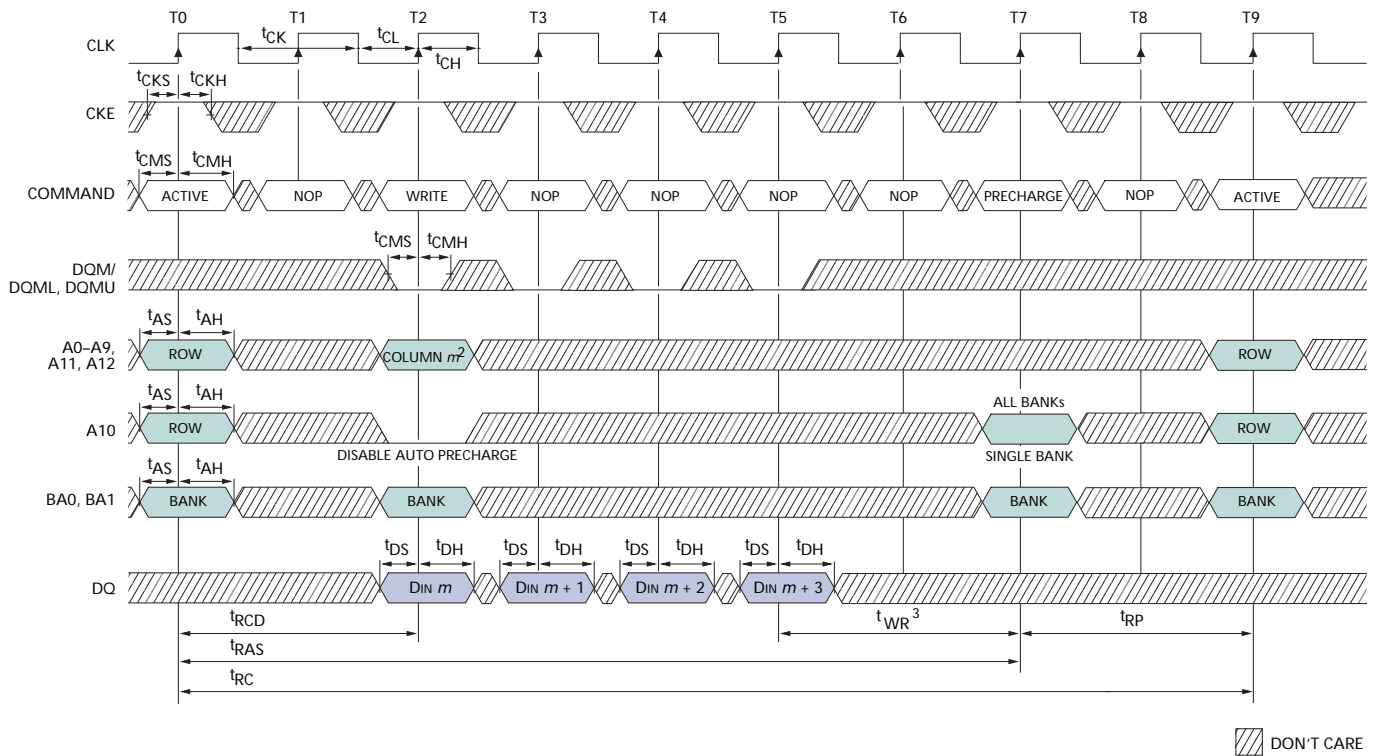 T0 T1 T2 T3 T4 T5 T6 T7 T8 T9
CLK
tCK tCL
tCH
tCKS tCKH
CKE
tCMS tCMH
COMMAND ACTIVE NOP WRITE NOP NOP NOP NOP PRECHARGE NOP ACTIVE
tCMS tCMH
DQM/
DQML, DQMU
tAS tAH
A0–A9,
A11, A12
ROW COLUMN m2 ROW
tAS tAH
ALL BANKs
A10 ROW ROW
DISABLE AUTO PRECHARGE SINGLE BANK
tAS tAH
BA0, BA1 BANK BANK BANK BANK
tDS tDH tDS tDH tDS tDH tDS tDH
DQ DIN m DIN m + 1 DIN m + 2 DIN m + 3
tRCD tWR3 tRP
tRAS
tRC
DON'T CARE